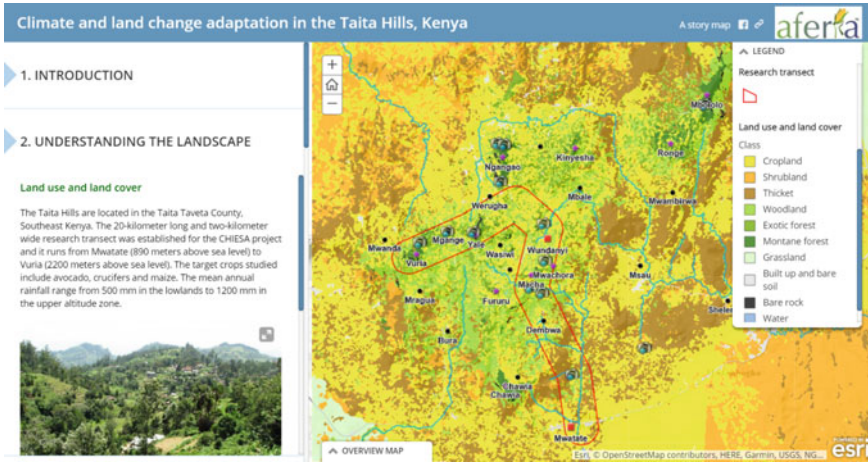 Climate and land change adaptation in the Taita Hills, Kenya
A story map
aferia
1. INTRODUCTION
2. UNDERSTANDING THE LANDSCAPE
Land use and land cover
The Taita Hills are located in the Taita Taveta County,
Southeast Kenya. The 20-kilometer long and two-kilometer
wide research transect was established for the CHIESA project
and it runs from Mwatate (890 meters above sea level) to
Vuria (2200 meters above sea level). The target crops studied
include avocado, crucifers and maize. The mean annual
rainfall range from 500 mm in the lowlands to 1200 mm in
the upper altitude zone.
Mbololo
Ngangao
Kinyesha
Ronge
Werugha
Mbale
Mwambirwa
Mwanda
Mgange
Yale
Wasiwi
Wundanyi
Vuria
Mwachora
Msau
Macha
Mragua
Fururu
Shele
Dembwa
Bura
Chawia
Chawia
Mwatate
LEGEND
Research transect
Land use and land cover
Class
Cropland
Shrubland
Thicket
Woodland
Exotic forest
Montane forest
Grassland
Built up and bare
soil
Bare rock
Water
OVERVIEW MAP
Esri, © OpenStreetMap contributors, HERE, Garmin, USGS, NG...
POWERED BY
esri